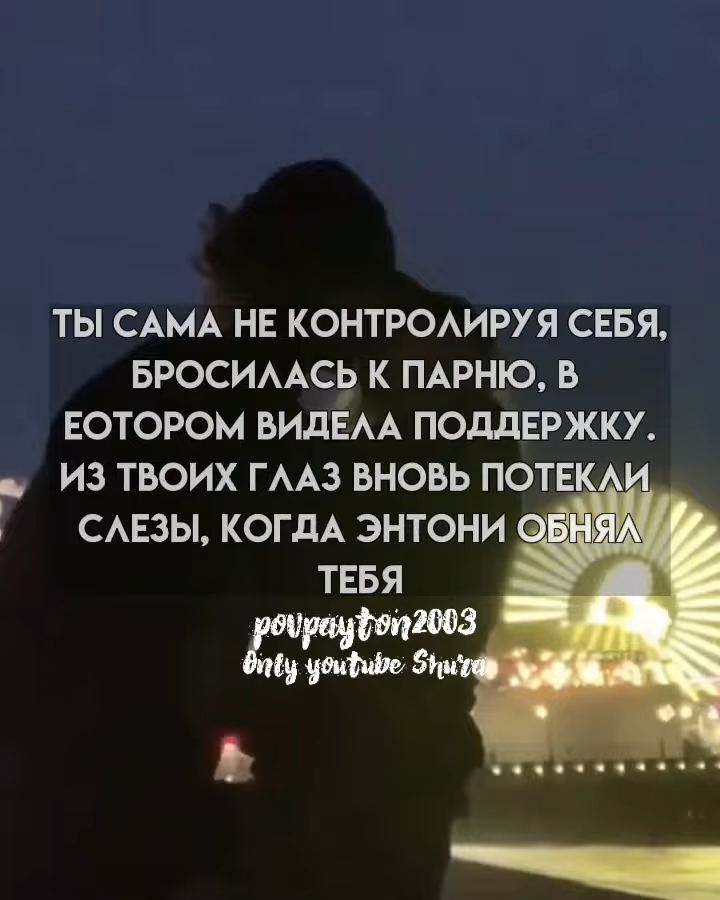 ТЫ САМА НЕ КОНТРОЛИРУЯ СЕБЯ,
БРОСИЛАСЬ К ПАРНЮ, В
ЕОТОРОМ ВИДЕЛА ПОДДЕРЖКУ.
ИЗ ТВОИХ ГЛАЗ ВНОВЬ ПОТЕКЛИ
СЛЕЗЫ, КОГДА ЭНТОНИ ОБНЯЛ
ТЕБЯ
povpayton2003
Only youtube Shura